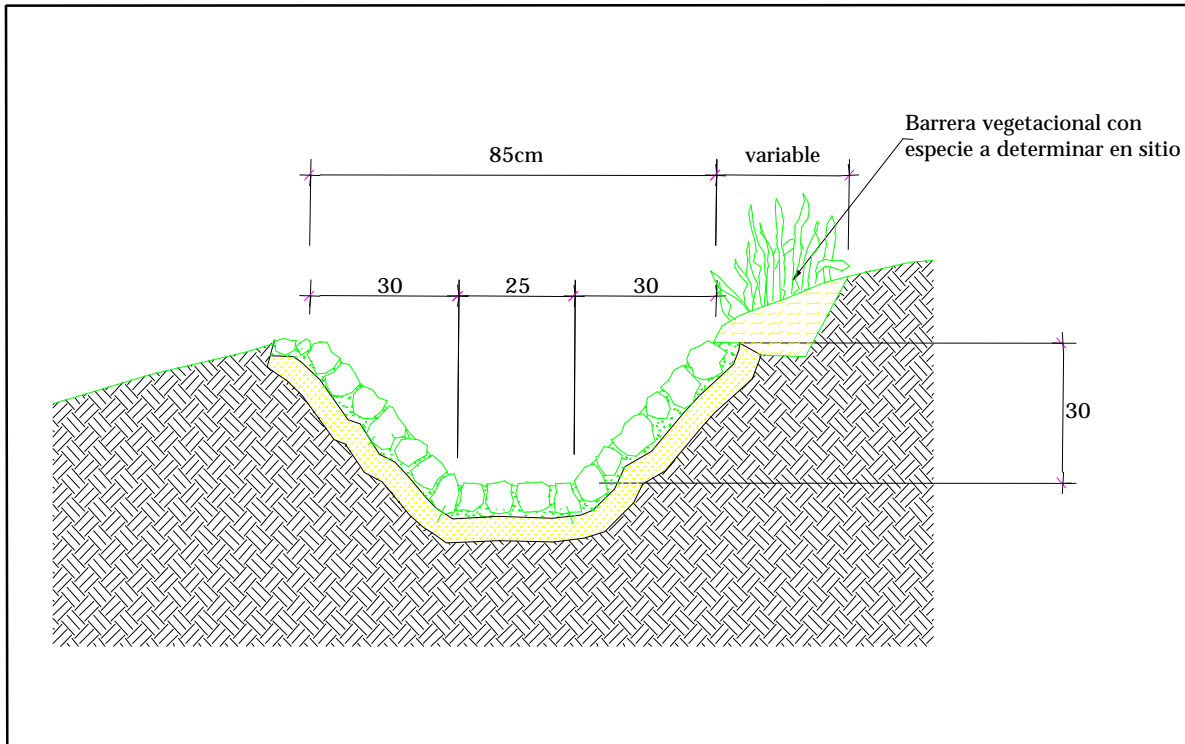 Barrera vegetacional con
especie a determinar en sitio
85cm variable
30 25 30
30